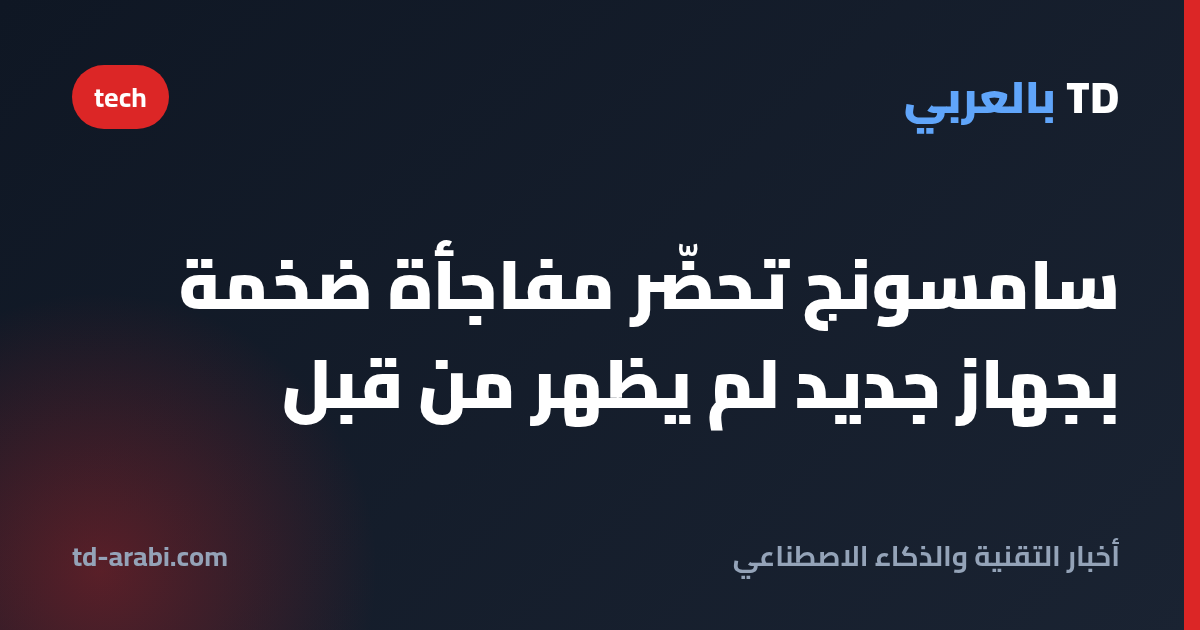 TD بالعربي
tech
سامسونج تحضّر مفاجأة ضخمة
بجهاز جديد لم يظهر من قبل
أخبار التقنية والذكاء الاصطناعي
td-arabi.com